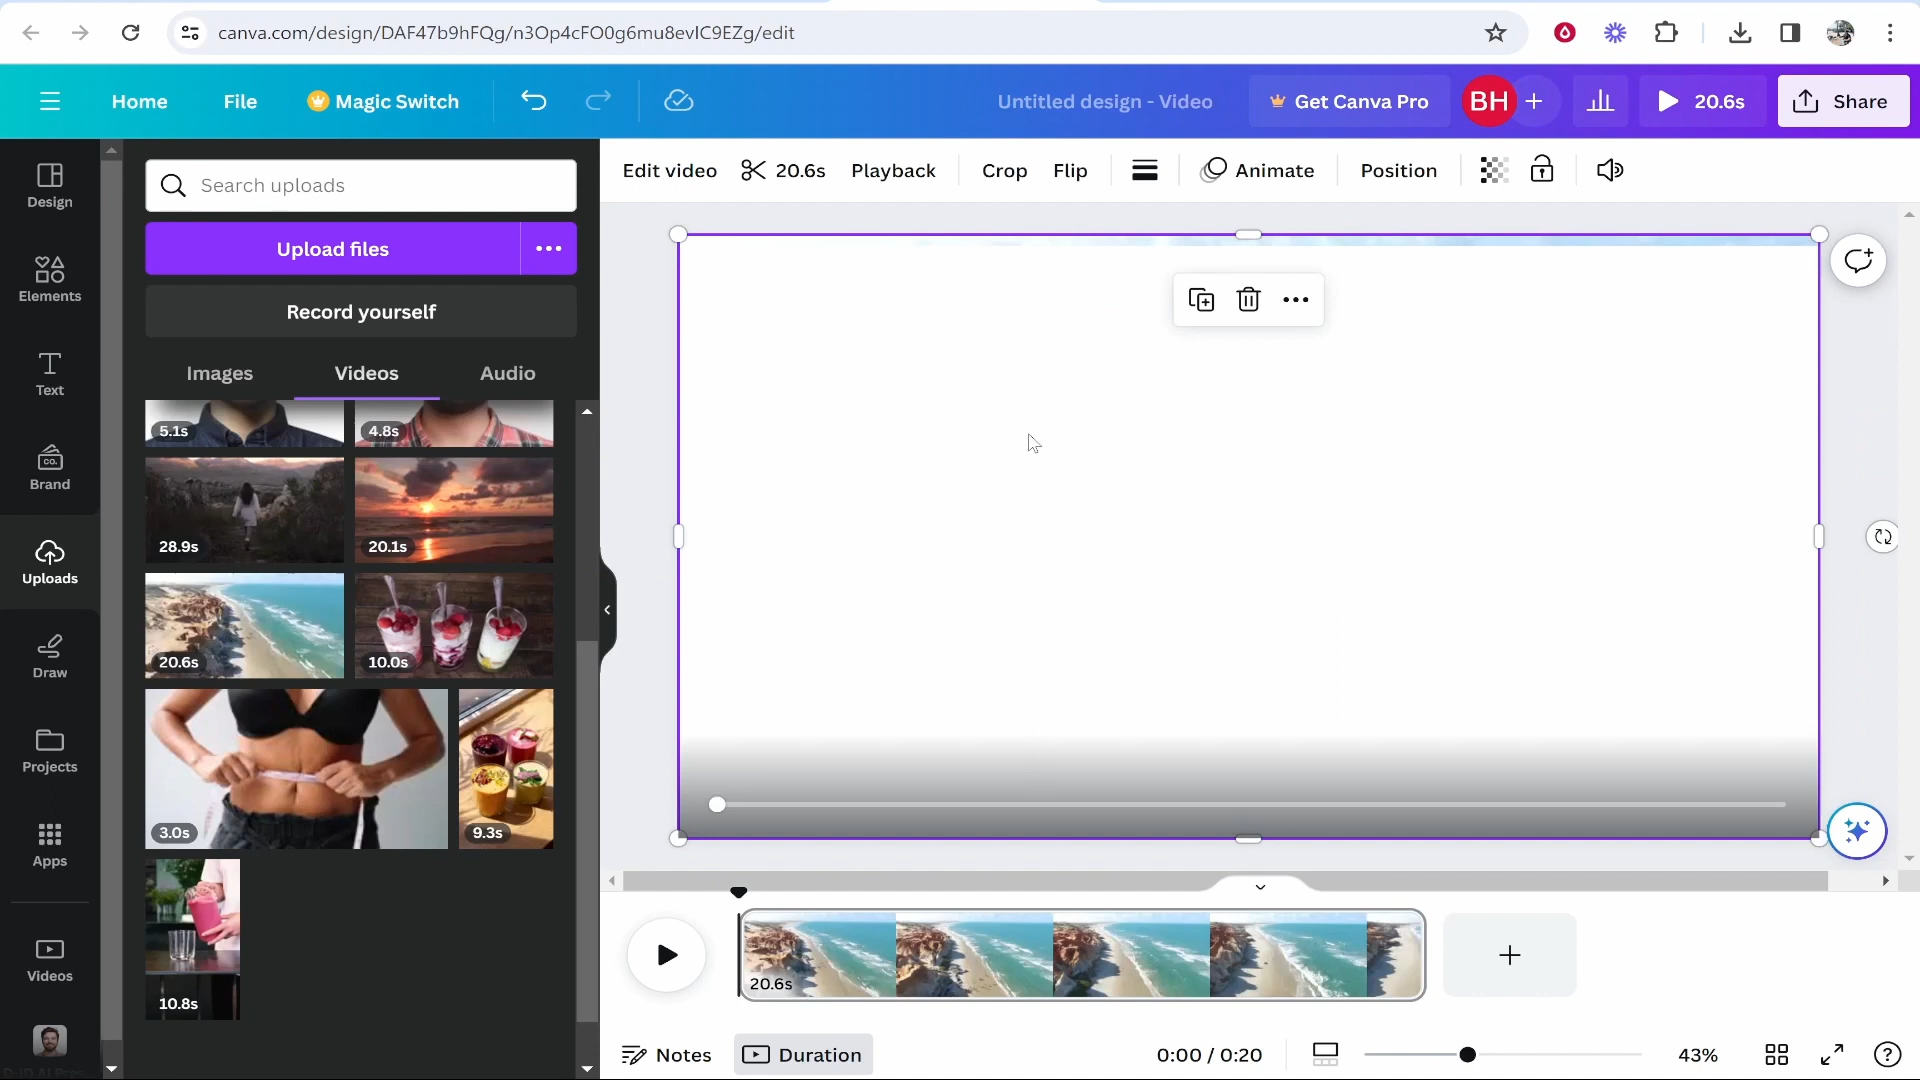 canva.com/design/DAF47b9hFQg/n3Op4cFO0g6mu8evIC9EZg/edit
Home
File
Magic Switch
Untitled design - Video
Get Canva Pro
BH
20.6s
Share
Design
Elements
Text
CO.
Brand
Uploads
Draw
Projects
Apps
Videos
Search uploads
Upload files
Record yourself
Images
Videos
Audio
5.1s
4.8s
28.9s
20.1s
20.6s
10.0s
3.0s
9.3s
10.8s
Edit video
20.6s
Playback
Crop
Flip
Animate
Position
20.6s
Notes
Duration
0:00 / 0:20
43%